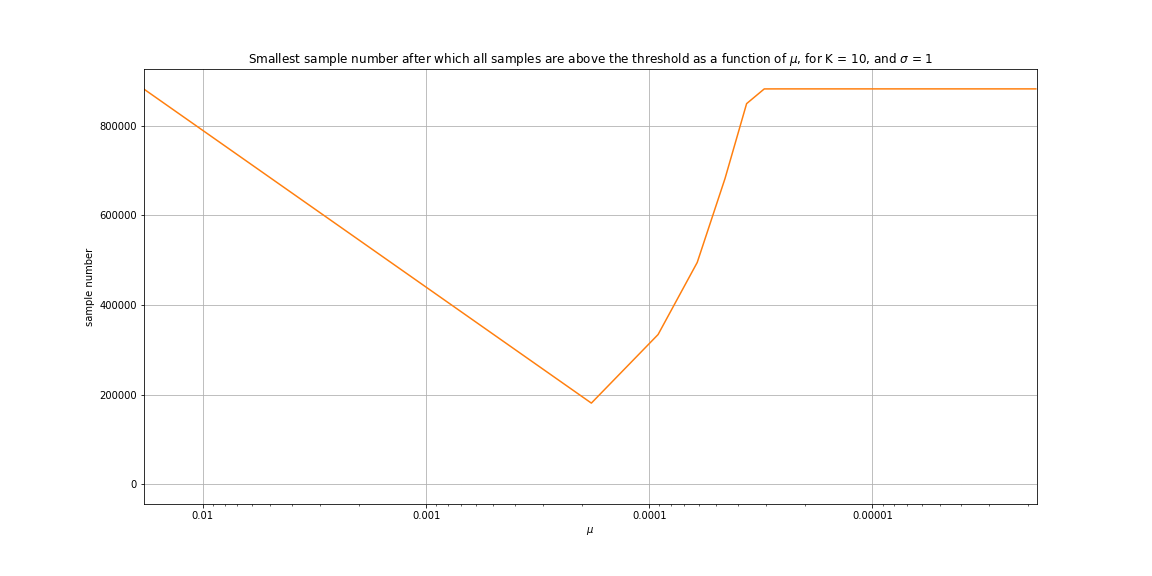 Smallest sample number after which all samples are above the threshold as a function of μ, for K = 10, and σ = 1
800000
600000
400000
200000
0
sample number
0.01 0.001 0.0001 0.00001
μ